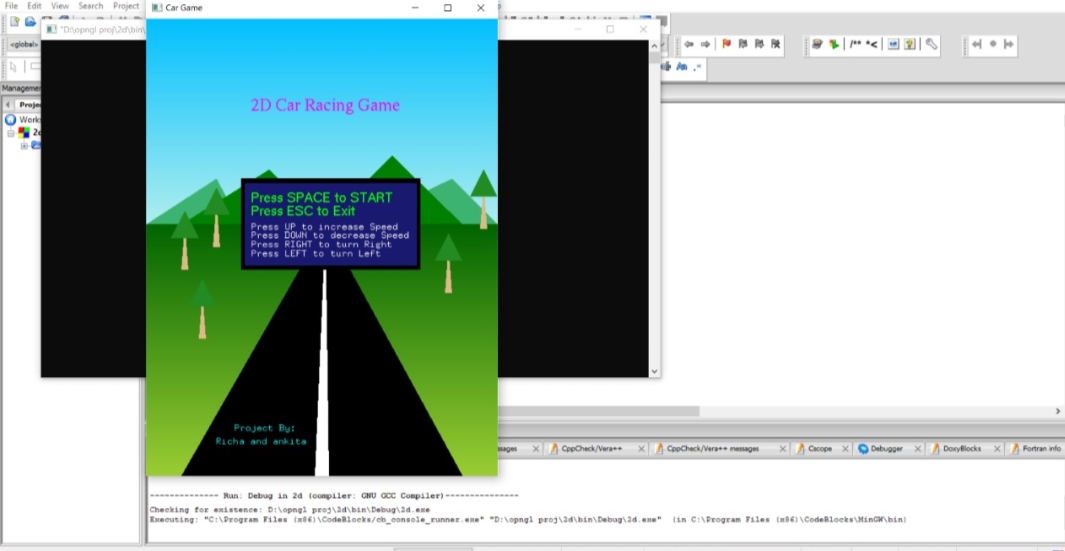 File Edit View Search Project
Car Game
"D:\opngl proj\2d\bin\
<global>
/** *<
Management
Projec
Works
2d
2D Car Racing Game
Press SPACE to START
Press ESC to Exit
Press UP to increase Speed
Press DOWN to decrease Speed
Press RIGHT to turn Right
Press LEFT to turn Left
Project By:
Richa and ankita
ssages CppCheck/Vera++ CppCheck/Vera++ messages Cscope Debugger DoxyBlocks Fortran info
-------------- Run: Debug in 2d (compiler: GNU GCC Compiler)---------------
Checking for existence: D:\opngl proj\2d\bin\Debug\2d.exe
Executing: "C:\Program Files (x86)\CodeBlocks/cb_console_runner.exe" "D:\opngl proj\2d\bin\Debug\2d.exe" (in C:\Program Files (x86)\CodeBlocks\MinGW\bin)